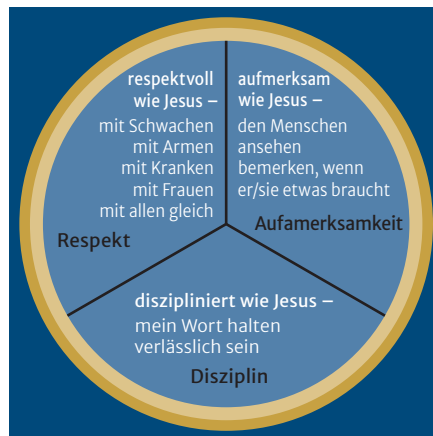 respektvoll
wie Jesus –
mit Schwachen
mit Armen
mit Kranken
mit Frauen
mit allen gleich
Respekt
aufmerksam
wie Jesus –
den Menschen
ansehen
bemerken, wenn
er/sie etwas braucht
Aufamerksamkeit
diszipliniert wie Jesus –
mein Wort halten
verlässlich sein
Disziplin